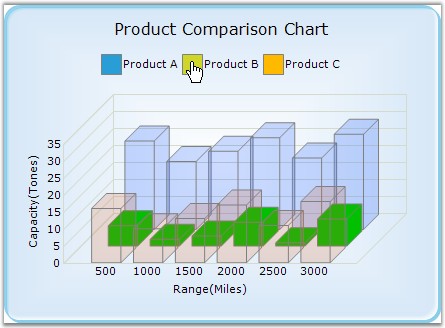 Product Comparison Chart
Product A Product B Product C
35
30
25
20
15
10
5
0
Capacity(Tones)
500 1000 1500 2000 2500 3000
Range(Miles)